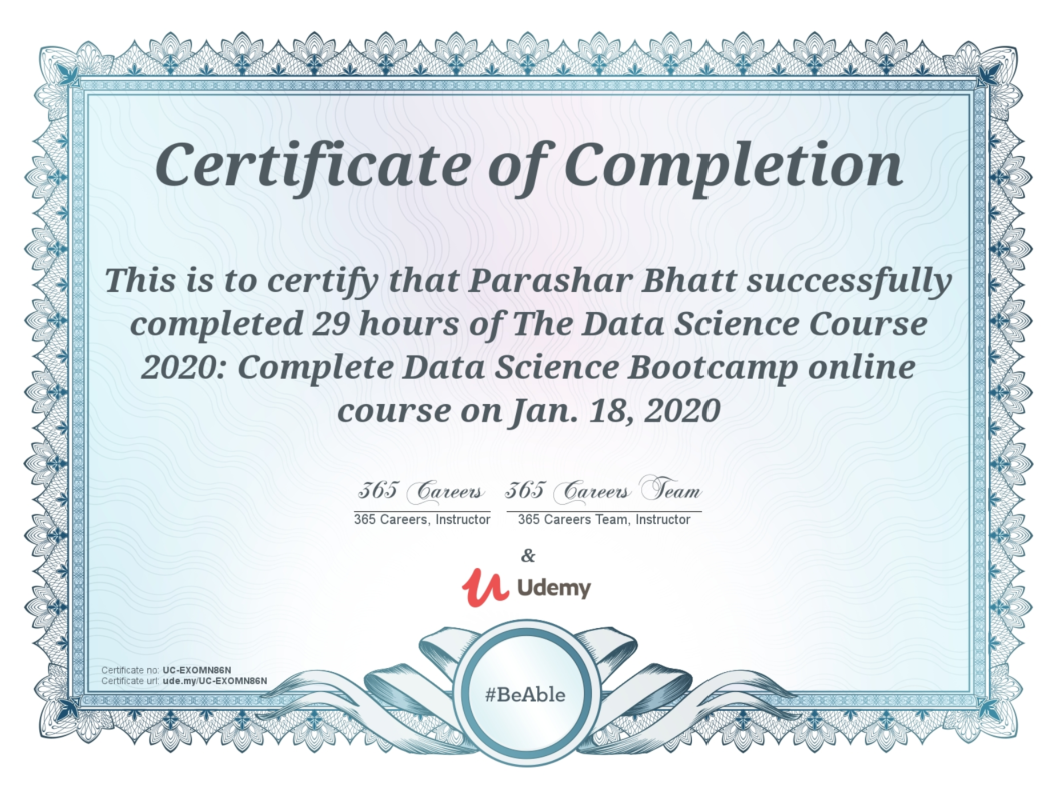 Certificate of Completion
This is to certify that Parashar Bhatt successfully
completed 29 hours of The Data Science Course
2020: Complete Data Science Bootcamp online
course on Jan. 18, 2020
365 Careers 365 Careers Team
365 Careers, Instructor 365 Careers Team, Instructor
&
Udemy
Certificate no: UC-EXOMN86N
Certificate url: ude.my/UC-EXOMN86N
#BeAble